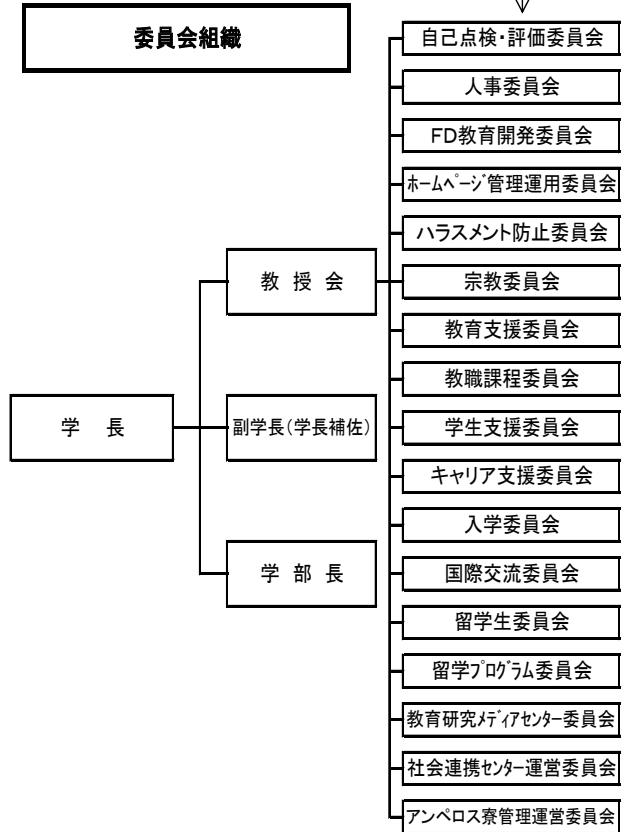 委員会組織
自己点検・評価委員会
人事委員会
FD教育開発委員会
ホームページ管理運用委員会
ハラスメント防止委員会
教授会
宗教委員会
教育支援委員会
教職課程委員会
学長
副学長(学長補佐)
学生支援委員会
キャリア支援委員会
入学委員会
学部長
国際交流委員会
留学生委員会
留学プログラム委員会
教育研究メディアセンター委員会
社会連携センター運営委員会
アンペロス寮管理運営委員会